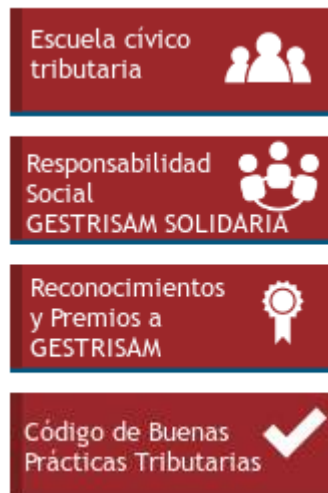 Escuela cívico
tributaria
Responsabilidad
Social
GESTRISAM SOLIDARIA
Reconocimientos
y Premios a
GESTRISAM
Código de Buenas
Prácticas Tributarias